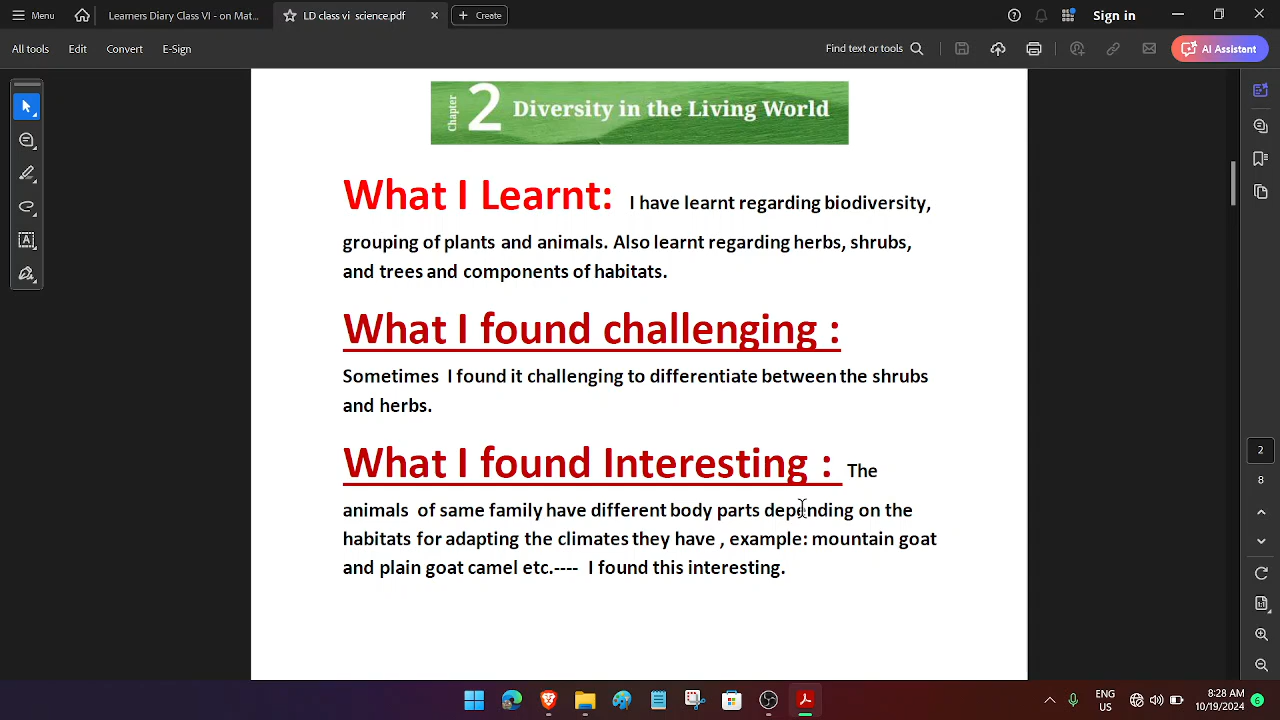 Menu
Learners Diary Class VI - on Mat...
LD class vi science.pdf
Create
Sign in
All tools Edit Convert E-Sign
Find text or tools
AI Assistant
Chapter 2 Diversity in the Living World
What I Learnt: I have learnt regarding biodiversity,
grouping of plants and animals. Also learnt regarding herbs, shrubs,
and trees and components of habitats.
What I found challenging :
Sometimes I found it challenging to differentiate between the shrubs
and herbs.
What I found Interesting : The
animals of same family have different body parts depending on the
habitats for adapting the climates they have , example: mountain goat
and plain goat camel etc.---- I found this interesting.
2
8
ENG
US
8:28 AM
10/19/2024
6